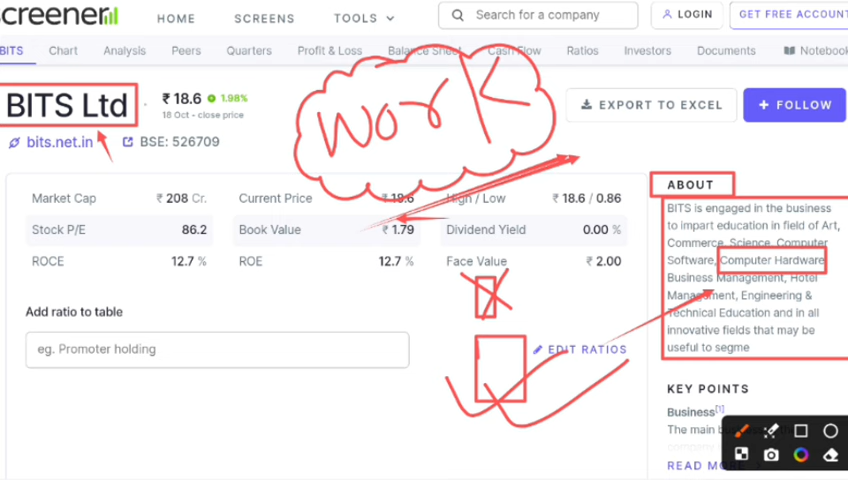 screener
HOME SCREENS TOOLS
Search for a company
LOGIN
GET FREE ACCOUNT
BITS Chart Analysis Peers Quarters Profit & Loss Balance Sheet Cash Flow Ratios Investors Documents Notebook
BITS Ltd
₹ 18.6 1.98%
18 Oct - close price
bits.net.in BSE: 526709
Work
EXPORT TO EXCEL
+ FOLLOW
Market Cap ₹ 208 Cr.
Current Price ₹ 18.6
High / Low ₹ 18.6 / 0.86
Stock P/E 86.2
Book Value ₹ 1.79
Dividend Yield 0.00 %
ROCE 12.7 %
ROE 12.7 %
Face Value ₹ 2.00
Add ratio to table
eg. Promoter holding
EDIT RATIOS
ABOUT
BITS is engaged in the business
to impart education in field of Art,
Commerce, Science, Computer
Software, Computer Hardware
Business Management, Hotel
Management, Engineering &
Technical Education and in all
innovative fields that may be
useful to segme
KEY POINTS
Business[1]
The main
READ MORE